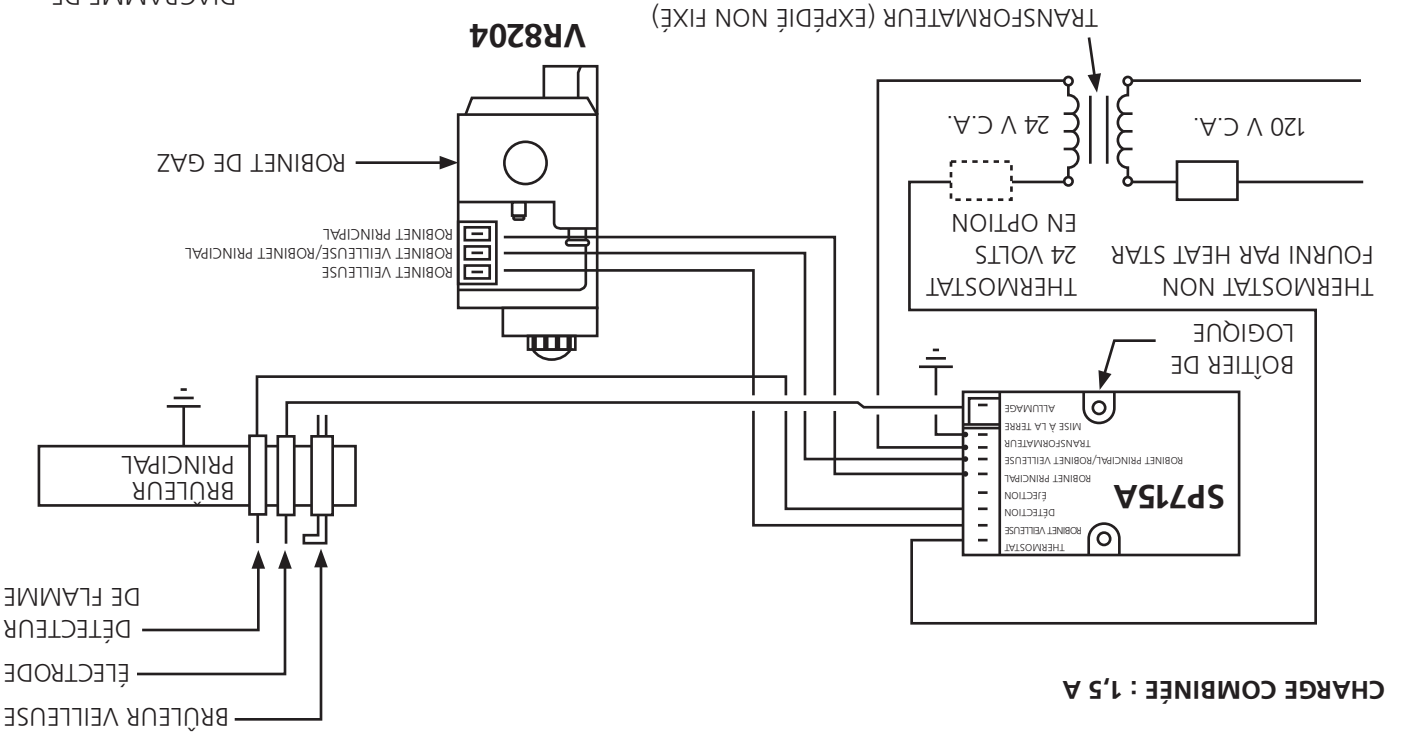 CHARGE COMBINÉE : 1,5 A
BRÛLEUR VEILLEUSE
ÉLECTRODE
DÉTECTEUR
DE FLAMME
SP715A
THERMOSTAT
ROBINET VEILLEUSE
DÉTECTION
ÉJECTION
ROBINET PRINCIPAL
ROBINET PRINCIPAL/ROBINET VEILLEUSE
TRANSFORMATEUR
MISE À LA TERRE
ALLUMAGE
BRÛLEUR
PRINCIPAL
BOÎTIER DE
LOGIQUE
THERMOSTAT NON
FOURNI PAR HEAT STAR
THERMOSTAT
24 VOLTS
EN OPTION
ROBINET VEILLEUSE
ROBINET VEILLEUSE/ROBINET PRINCIPAL
ROBINET PRINCIPAL
ROBINET DE GAZ
120 V C.A.
24 V C.A.
TRANSFORMATEUR (EXPÉDIÉ NON FIXÉ)
VR8204
DIAGRAMME DE